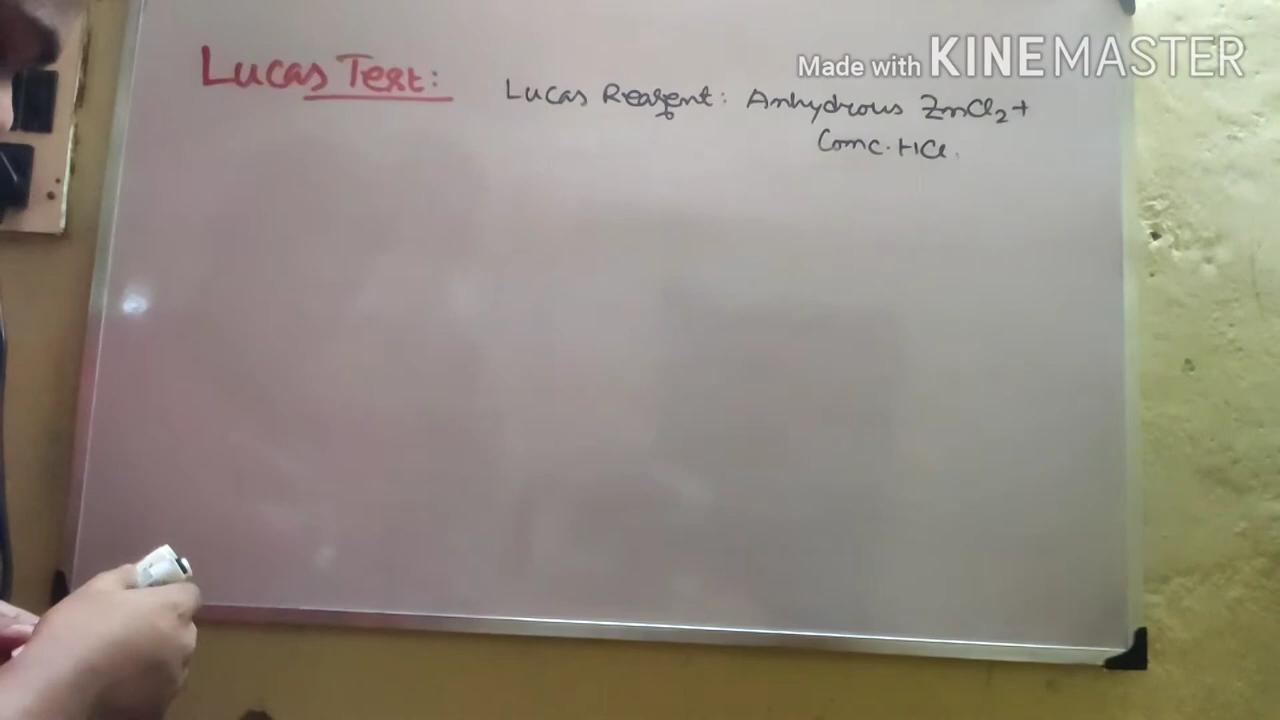 Made with KINEMASTER
Lucas Test:
Lucas Reagent: Anhydrous ZnCl2 +
Conc. HCl.